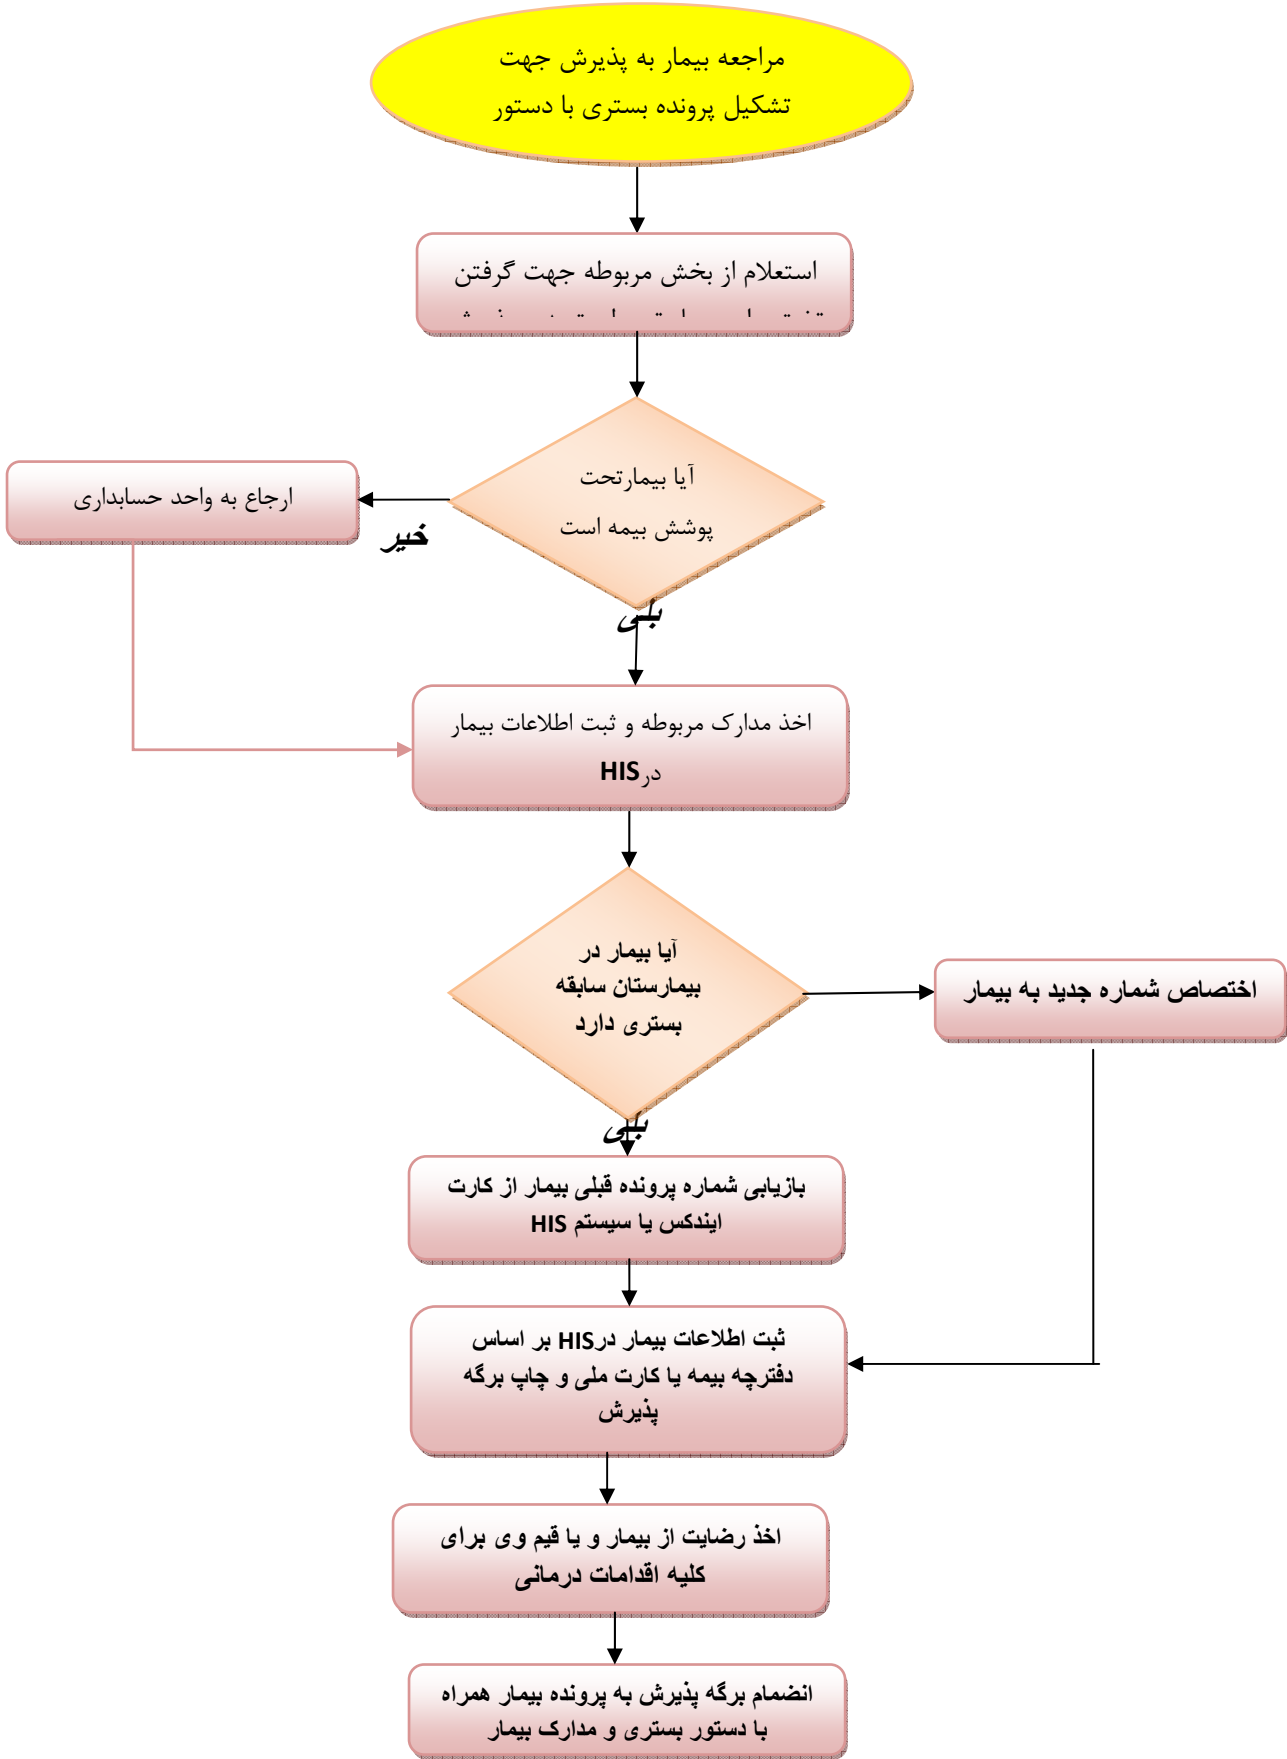 مراجعه بیمار به پذیرش جهت
تشکیل پرونده بستری با دستور
استعلام از بخش مربوطه جهت گرفتن
آیا بیمارتحت
پوشش بیمه است
خیر
ارجاع به واحد حسابداری
بلی
اخذ مدارک مربوطه و ثبت اطلاعات بیمار
درHIS
آیا بیمار در
بیمارستان سابقه
بستری دارد
اختصاص شماره جدید به بیمار
بلی
بازیابی شماره پرونده قبلی بیمار از کارت
ایندکس یا سیستم HIS
ثبت اطلاعات بیمار درHIS بر اساس
دفترچه بیمه یا کارت ملی و چاپ برگه
پذیرش
اخذ رضایت از بیمار و یا قیم وی برای
کلیه اقدامات درمانی
انضمام برگه پذیرش به پرونده بیمار همراه
با دستور بستری و مدارک بیمار